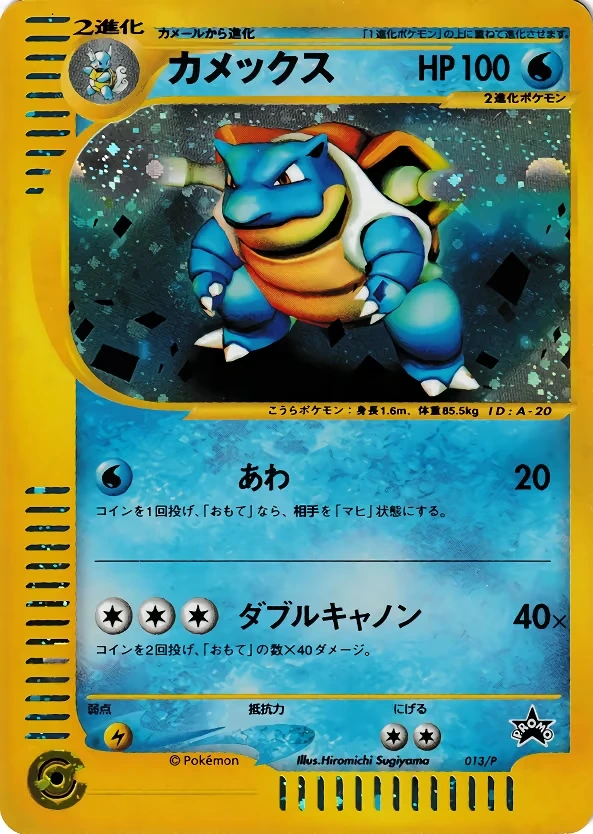 2進化
カメールから進化
「1進化ポケモン」の上に重ねて進化させます。
カメックス
HP100
2進化ポケモン
こうらポケモン：身長1.6m、体重85.5kg ID：A-20
あわ 20
コインを1回投げ、「おもて」なら、相手を「マヒ」状態にする。
ダブルキャノン 40×
コインを2回投げ、「おもて」の数×40ダメージ。
弱点 抵抗力 にげる
PROMO
© Pokémon
Illus.Hiromichi Sugiyama
013/P